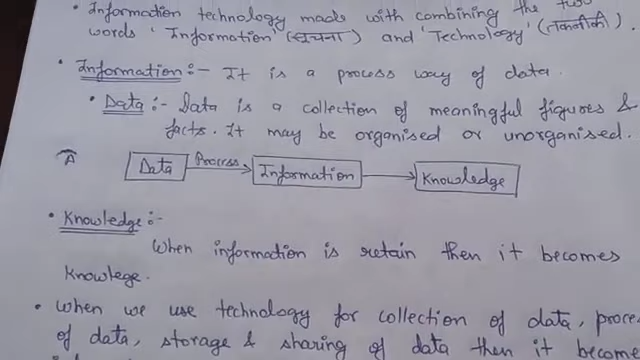 • Information technology made with combining the two
words 'Information' (सूचना) and 'Technology' (तकनीकी).
• Information :- It is a process way of data.
• Data :- Data is a collection of meaningful figures &
facts. It may be organised or unorganised.
Data Process Information Knowledge
• Knowledge :-
When information is retain then it becomes
Knowlege.
• When we use technology for collection of data, proce
of data, storage & sharing of data then it become